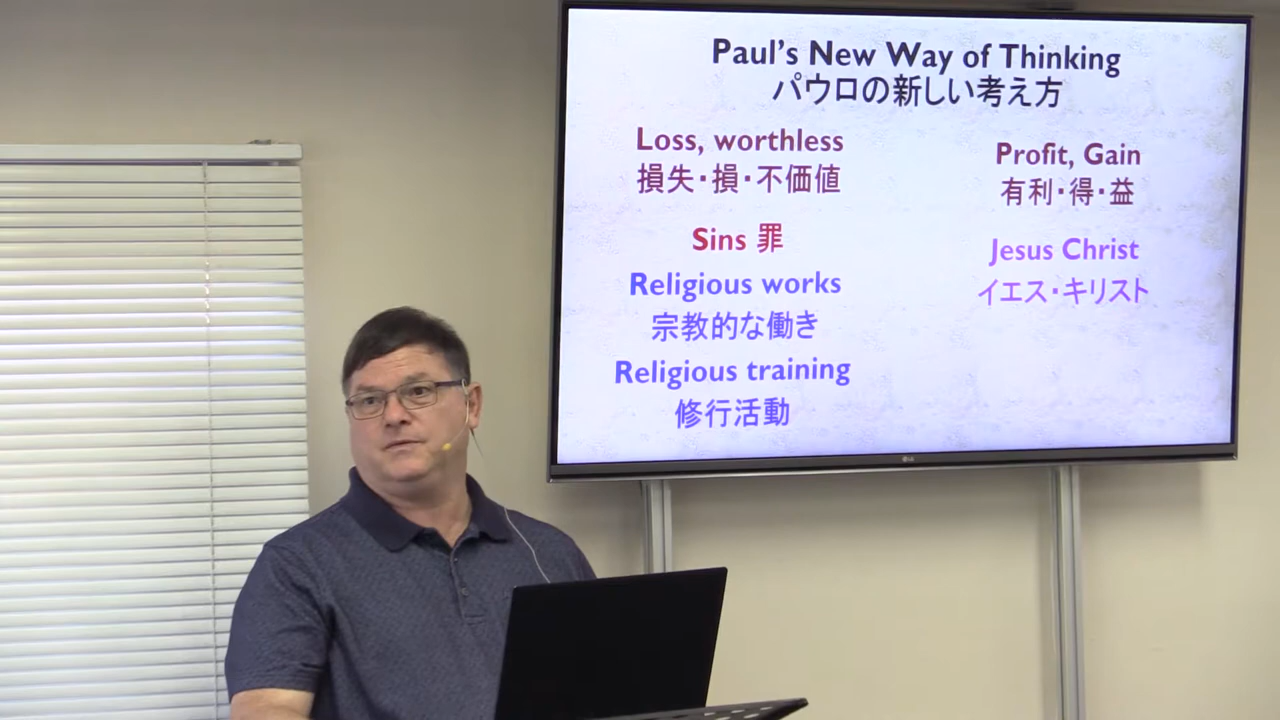 Paul's New Way of Thinking
パウロの新しい考え方
Loss, worthless
損失・損・不価値
Sins 罪
Religious works
宗教的な働き
Religious training
修行活動
Profit, Gain
有利・得・益
Jesus Christ
イエス・キリスト
LG